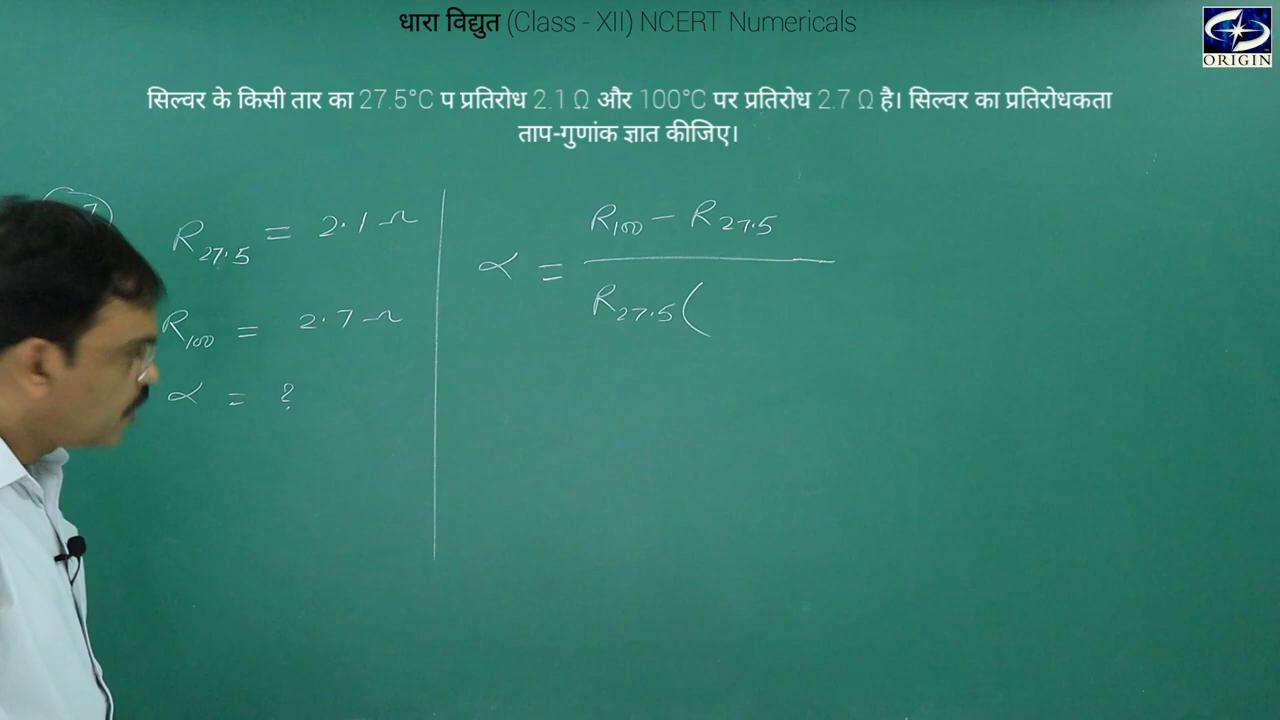 धारा विद्युत (Class - XII) NCERT Numericals
ORIGIN
सिल्वर के किसी तार का 27.5°C प प्रतिरोध 2.1 Ω और 100°C पर प्रतिरोध 2.7 Ω है। सिल्वर का प्रतिरोधकता
ताप-गुणांक ज्ञात कीजिए।
R27.5 = 2.1 Ω
R100 = 2.7 Ω
α = ?
R100 - R27.5
α =
R27.5 (